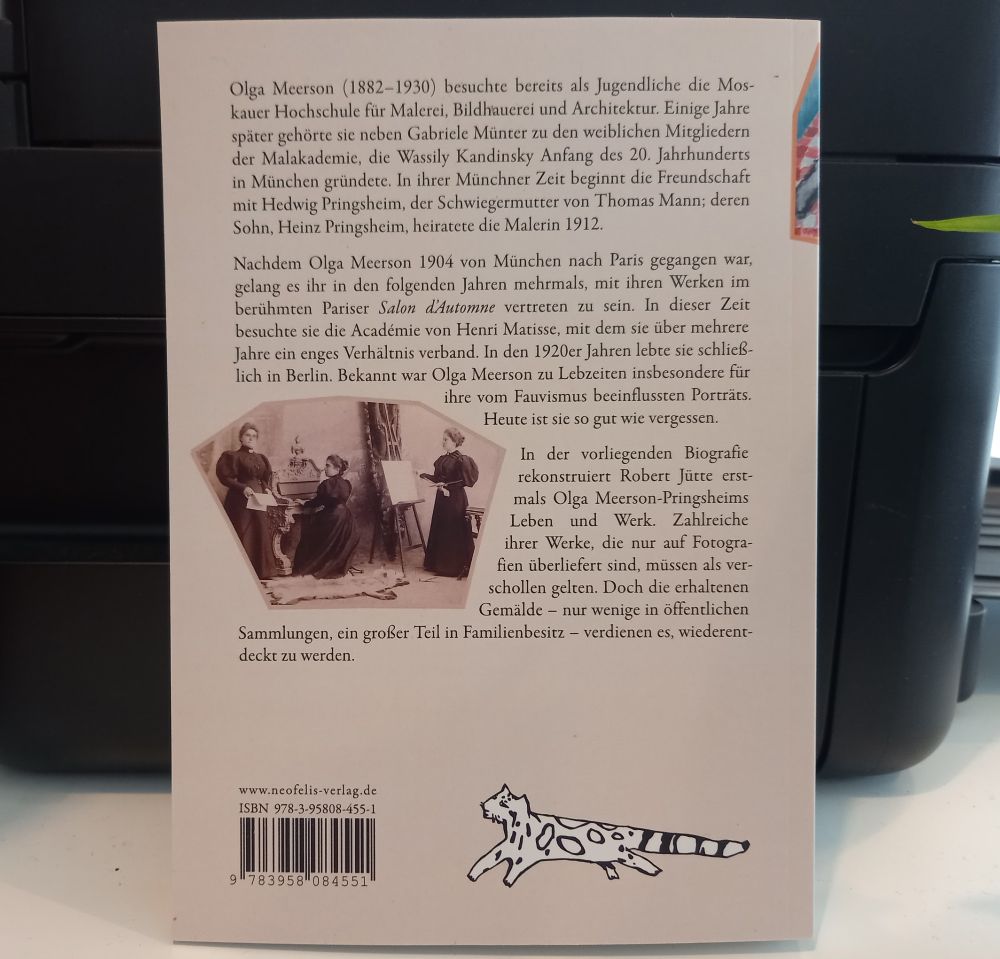 Olga Meerson (1882–1930) besuchte bereits als Jugendliche die Mos-
kauer Hochschule für Malerei, Bildhauerei und Architektur. Einige Jahre
später gehörte sie neben Gabriele Münter zu den weiblichen Mitgliedern
der Malakademie, die Wassily Kandinsky Anfang des 20. Jahrhunderts
in München gründete. In ihrer Münchner Zeit beginnt die Freundschaft
mit Hedwig Pringsheim, der Schwiegermutter von Thomas Mann; deren
Sohn, Heinz Pringsheim, heiratete die Malerin 1912.
Nachdem Olga Meerson 1904 von München nach Paris gegangen war,
gelang es ihr in den folgenden Jahren mehrmals, mit ihren Werken im
berühmten Pariser Salon d'Automne vertreten zu sein. In dieser Zeit
besuchte sie die Académie von Henri Matisse, mit dem sie über mehrere
Jahre ein enges Verhältnis verband. In den 1920er Jahren lebte sie schließ-
lich in Berlin. Bekannt war Olga Meerson zu Lebzeiten insbesondere für
ihre vom Fauvismus beeinflussten Porträts.
Heute ist sie so gut wie vergessen.
In der vorliegenden Biografie
rekonstruiert Robert Jütte erst-
mals Olga Meerson-Pringsheims
Leben und Werk. Zahlreiche
ihrer Werke, die nur auf Fotogra-
fien überliefert sind, müssen als ver-
schollen gelten. Doch die erhaltenen
Gemälde – nur wenige in öffentlichen
Sammlungen, ein großer Teil in Familienbesitz – verdienen es, wiederent-
deckt zu werden.
www.neofelis-verlag.de
ISBN 978-3-95808-455-1
9 783958 084551